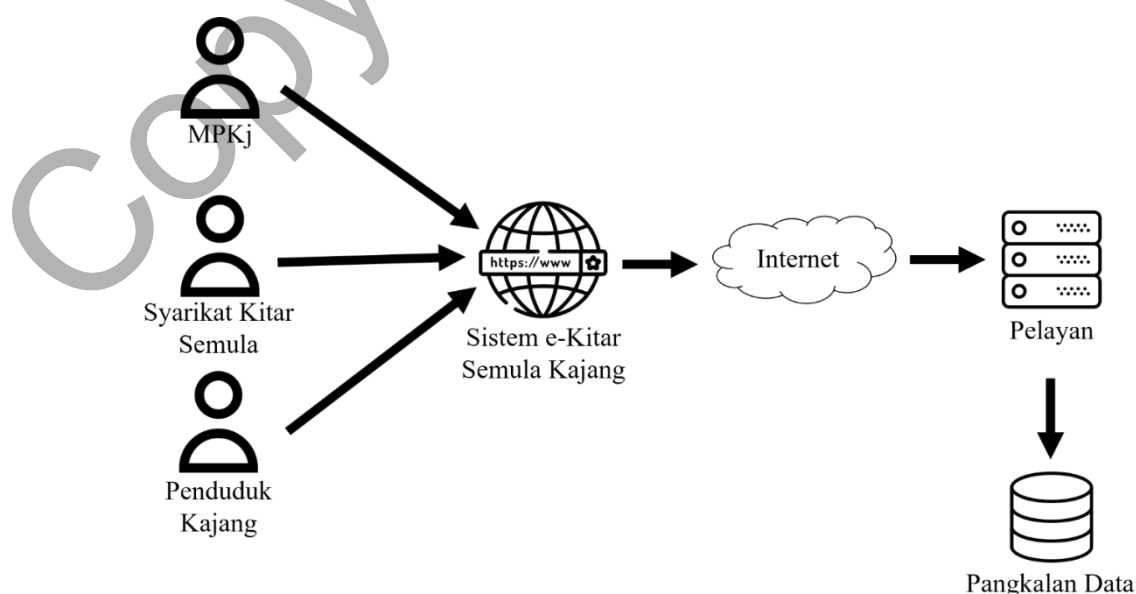 Copy
MPKj
Syarikat Kitar
Semula
Penduduk
Kajang
https://www
Sistem e-Kitar
Semula Kajang
Internet
Pelayan
Pangkalan Data